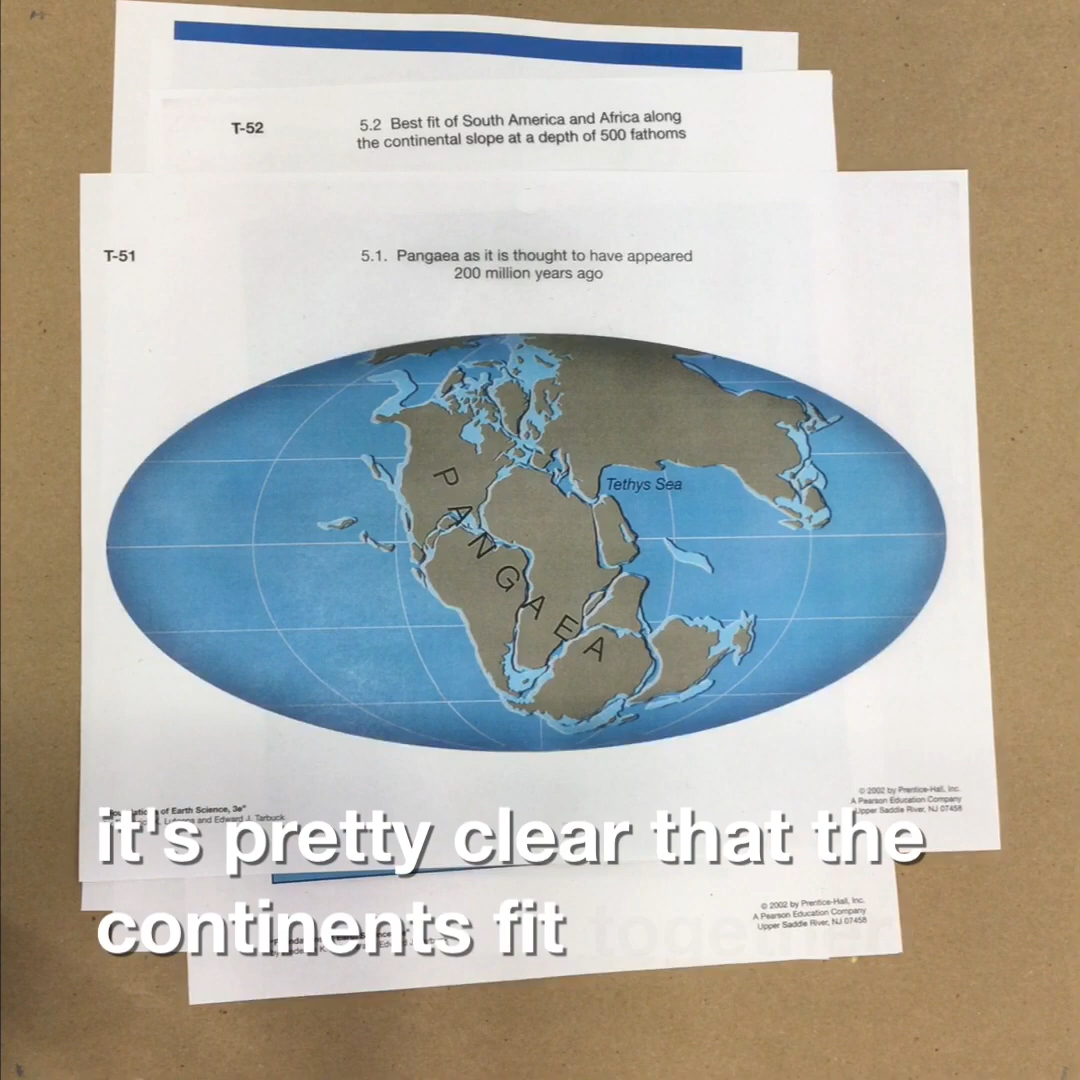 T-52
5.2 Best fit of South America and Africa along
the continental slope at a depth of 500 fathoms
T-51
5.1. Pangaea as it is thought to have appeared
200 million years ago
Tethys Sea
PANGAEA
of Earth Science, 3e
and Edward J. Tarbuck
© 2002 by Prentice-Hall, Inc.
A Pearson Education Company
Upper Saddle River, NJ 07458
it's pretty clear that the
continents fit together
© 2002 by Prentice-Hall, Inc.
A Pearson Education Company
Upper Saddle River, NJ 07458